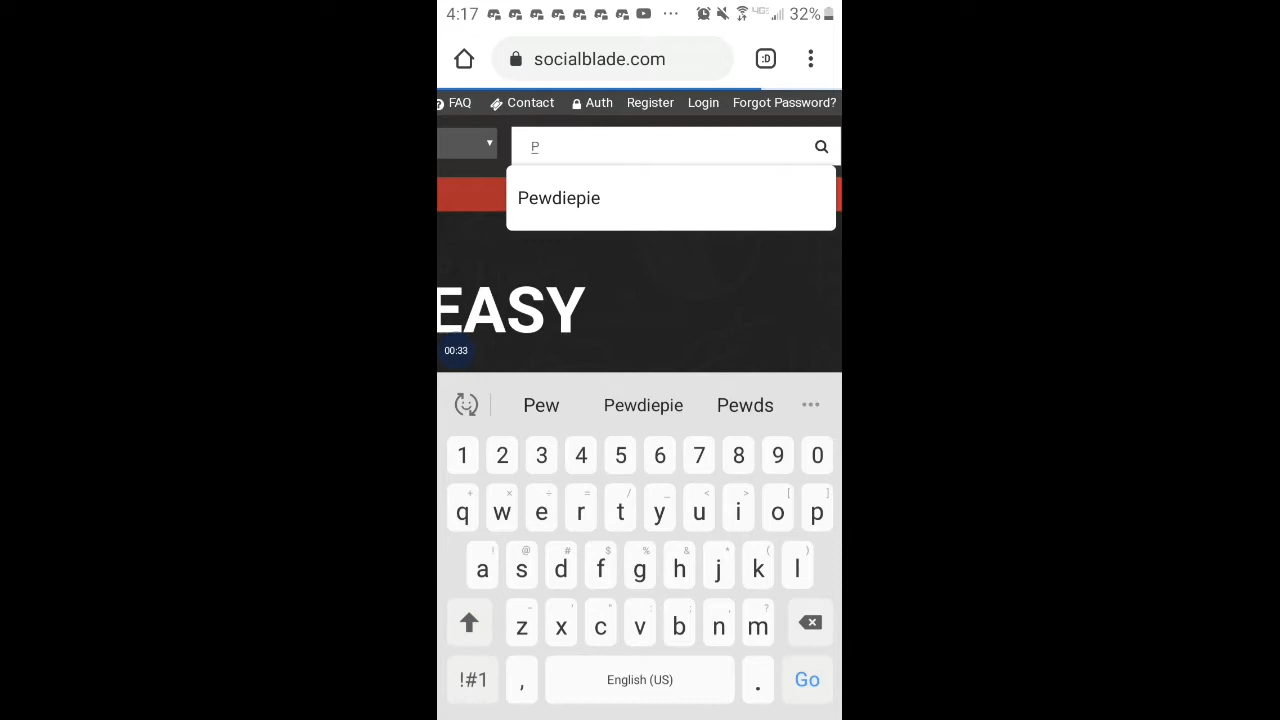 4:17 ... 4GE 32%
socialblade.com :D
FAQ Contact Auth Register Login Forgot Password?
P
Pewdiepie
EASY
00:33
Pew Pewdiepie Pewds •••
1 2 3 4 5 6 7 8 9 0
+ × ÷ = / _ < > [ ]
q w e r t y u i o p
! @ # $ % & * ( )
a s d f g h j k l
- ' " : ; , ?
z x c v b n m
!#1 , English (US) . Go